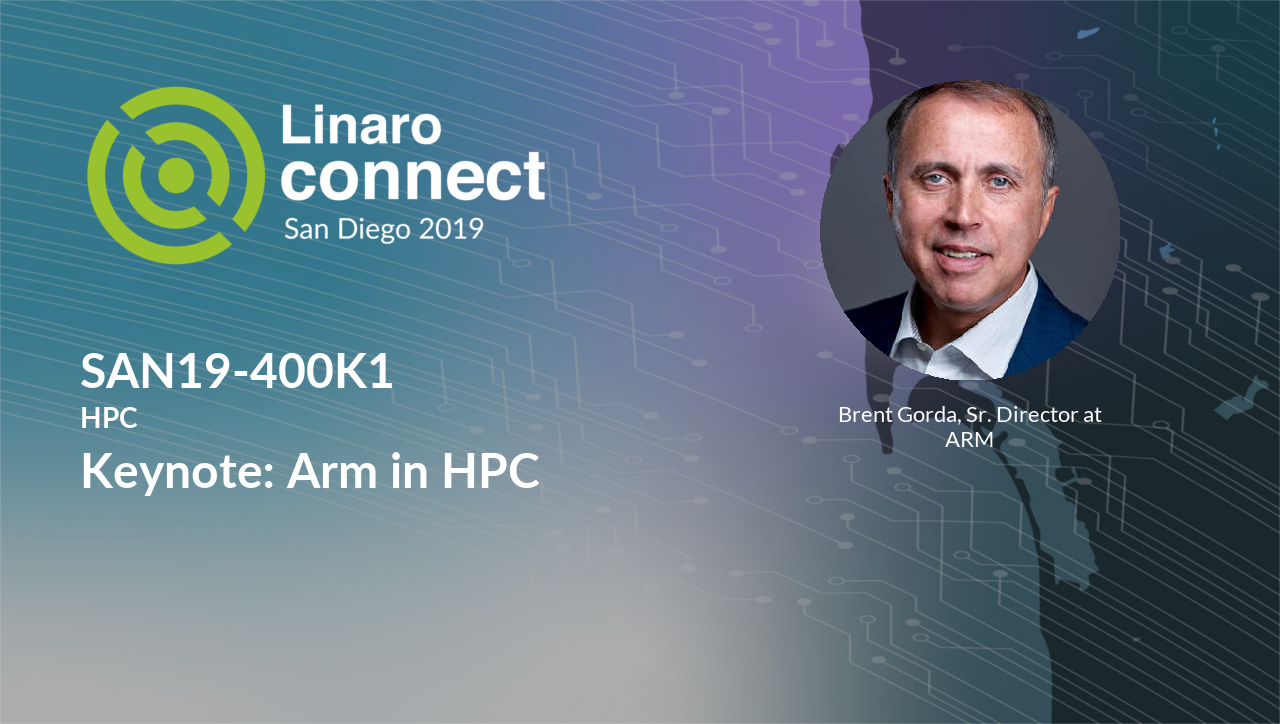 Linaro
connect
San Diego 2019
SAN19-400K1
HPC
Keynote: Arm in HPC
Brent Gorda, Sr. Director at
ARM